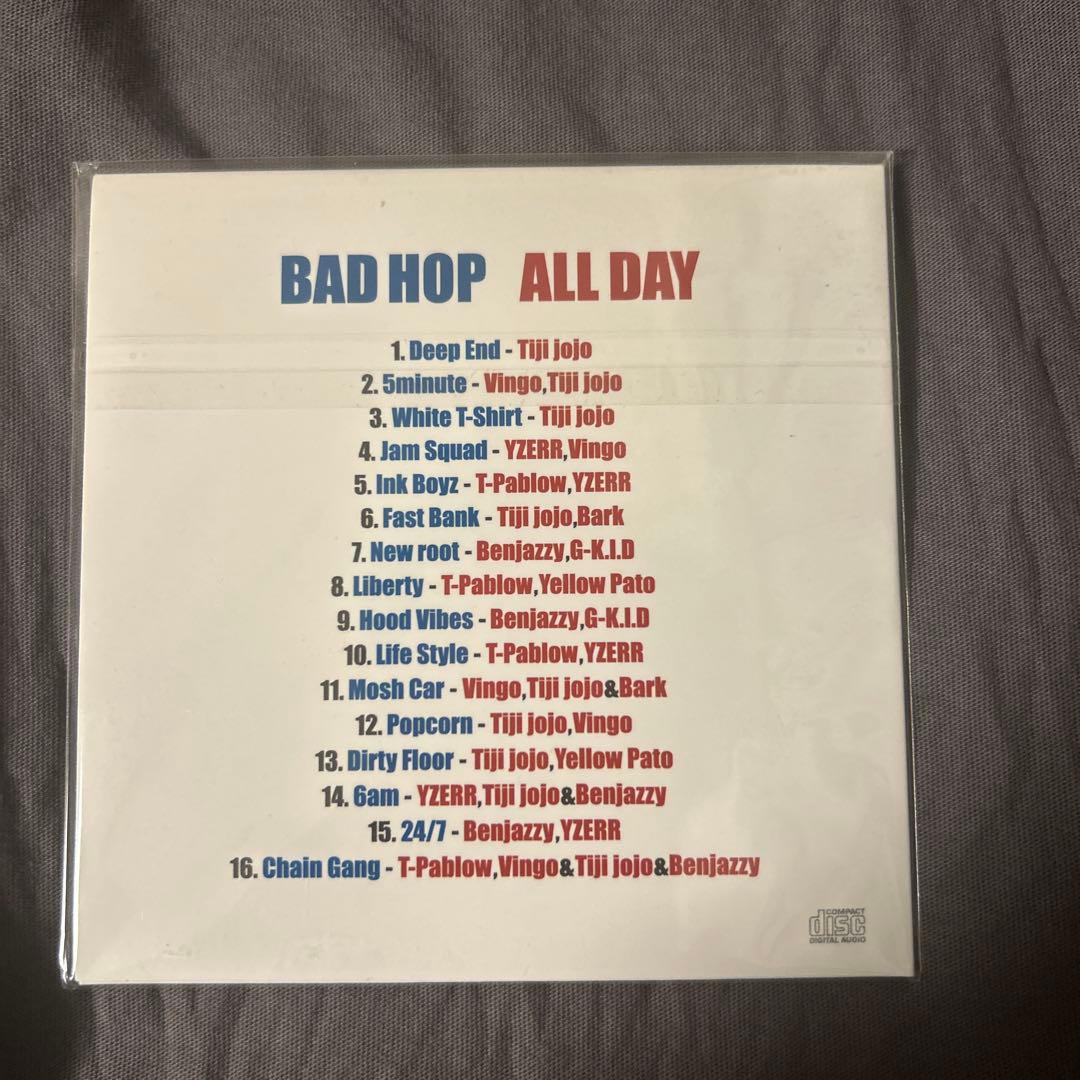 BAD HOP ALL DAY
1. Deep End - Tiji jojo
2. 5minute - Vingo,Tiji jojo
3. White T-Shirt - Tiji jojo
4. Jam Squad - YZERR,Vingo
5. Ink Boyz - T-Pablow,YZERR
6. Fast Bank - Tiji jojo,Bark
7. New root - Benjazzy,G-K.I.D
8. Liberty - T-Pablow,Yellow Pato
9. Hood Vibes - Benjazzy,G-K.I.D
10. Life Style - T-Pablow,YZERR
11. Mosh Car - Vingo,Tiji jojo&Bark
12. Popcorn - Tiji jojo,Vingo
13. Dirty Floor - Tiji jojo,Yellow Pato
14. 6am - YZERR,Tiji jojo&Benjazzy
15. 24/7 - Benjazzy,YZERR
16. Chain Gang - T-Pablow,Vingo&Tiji jojo&Benjazzy
COMPACT
disc
DIGITAL AUDIO